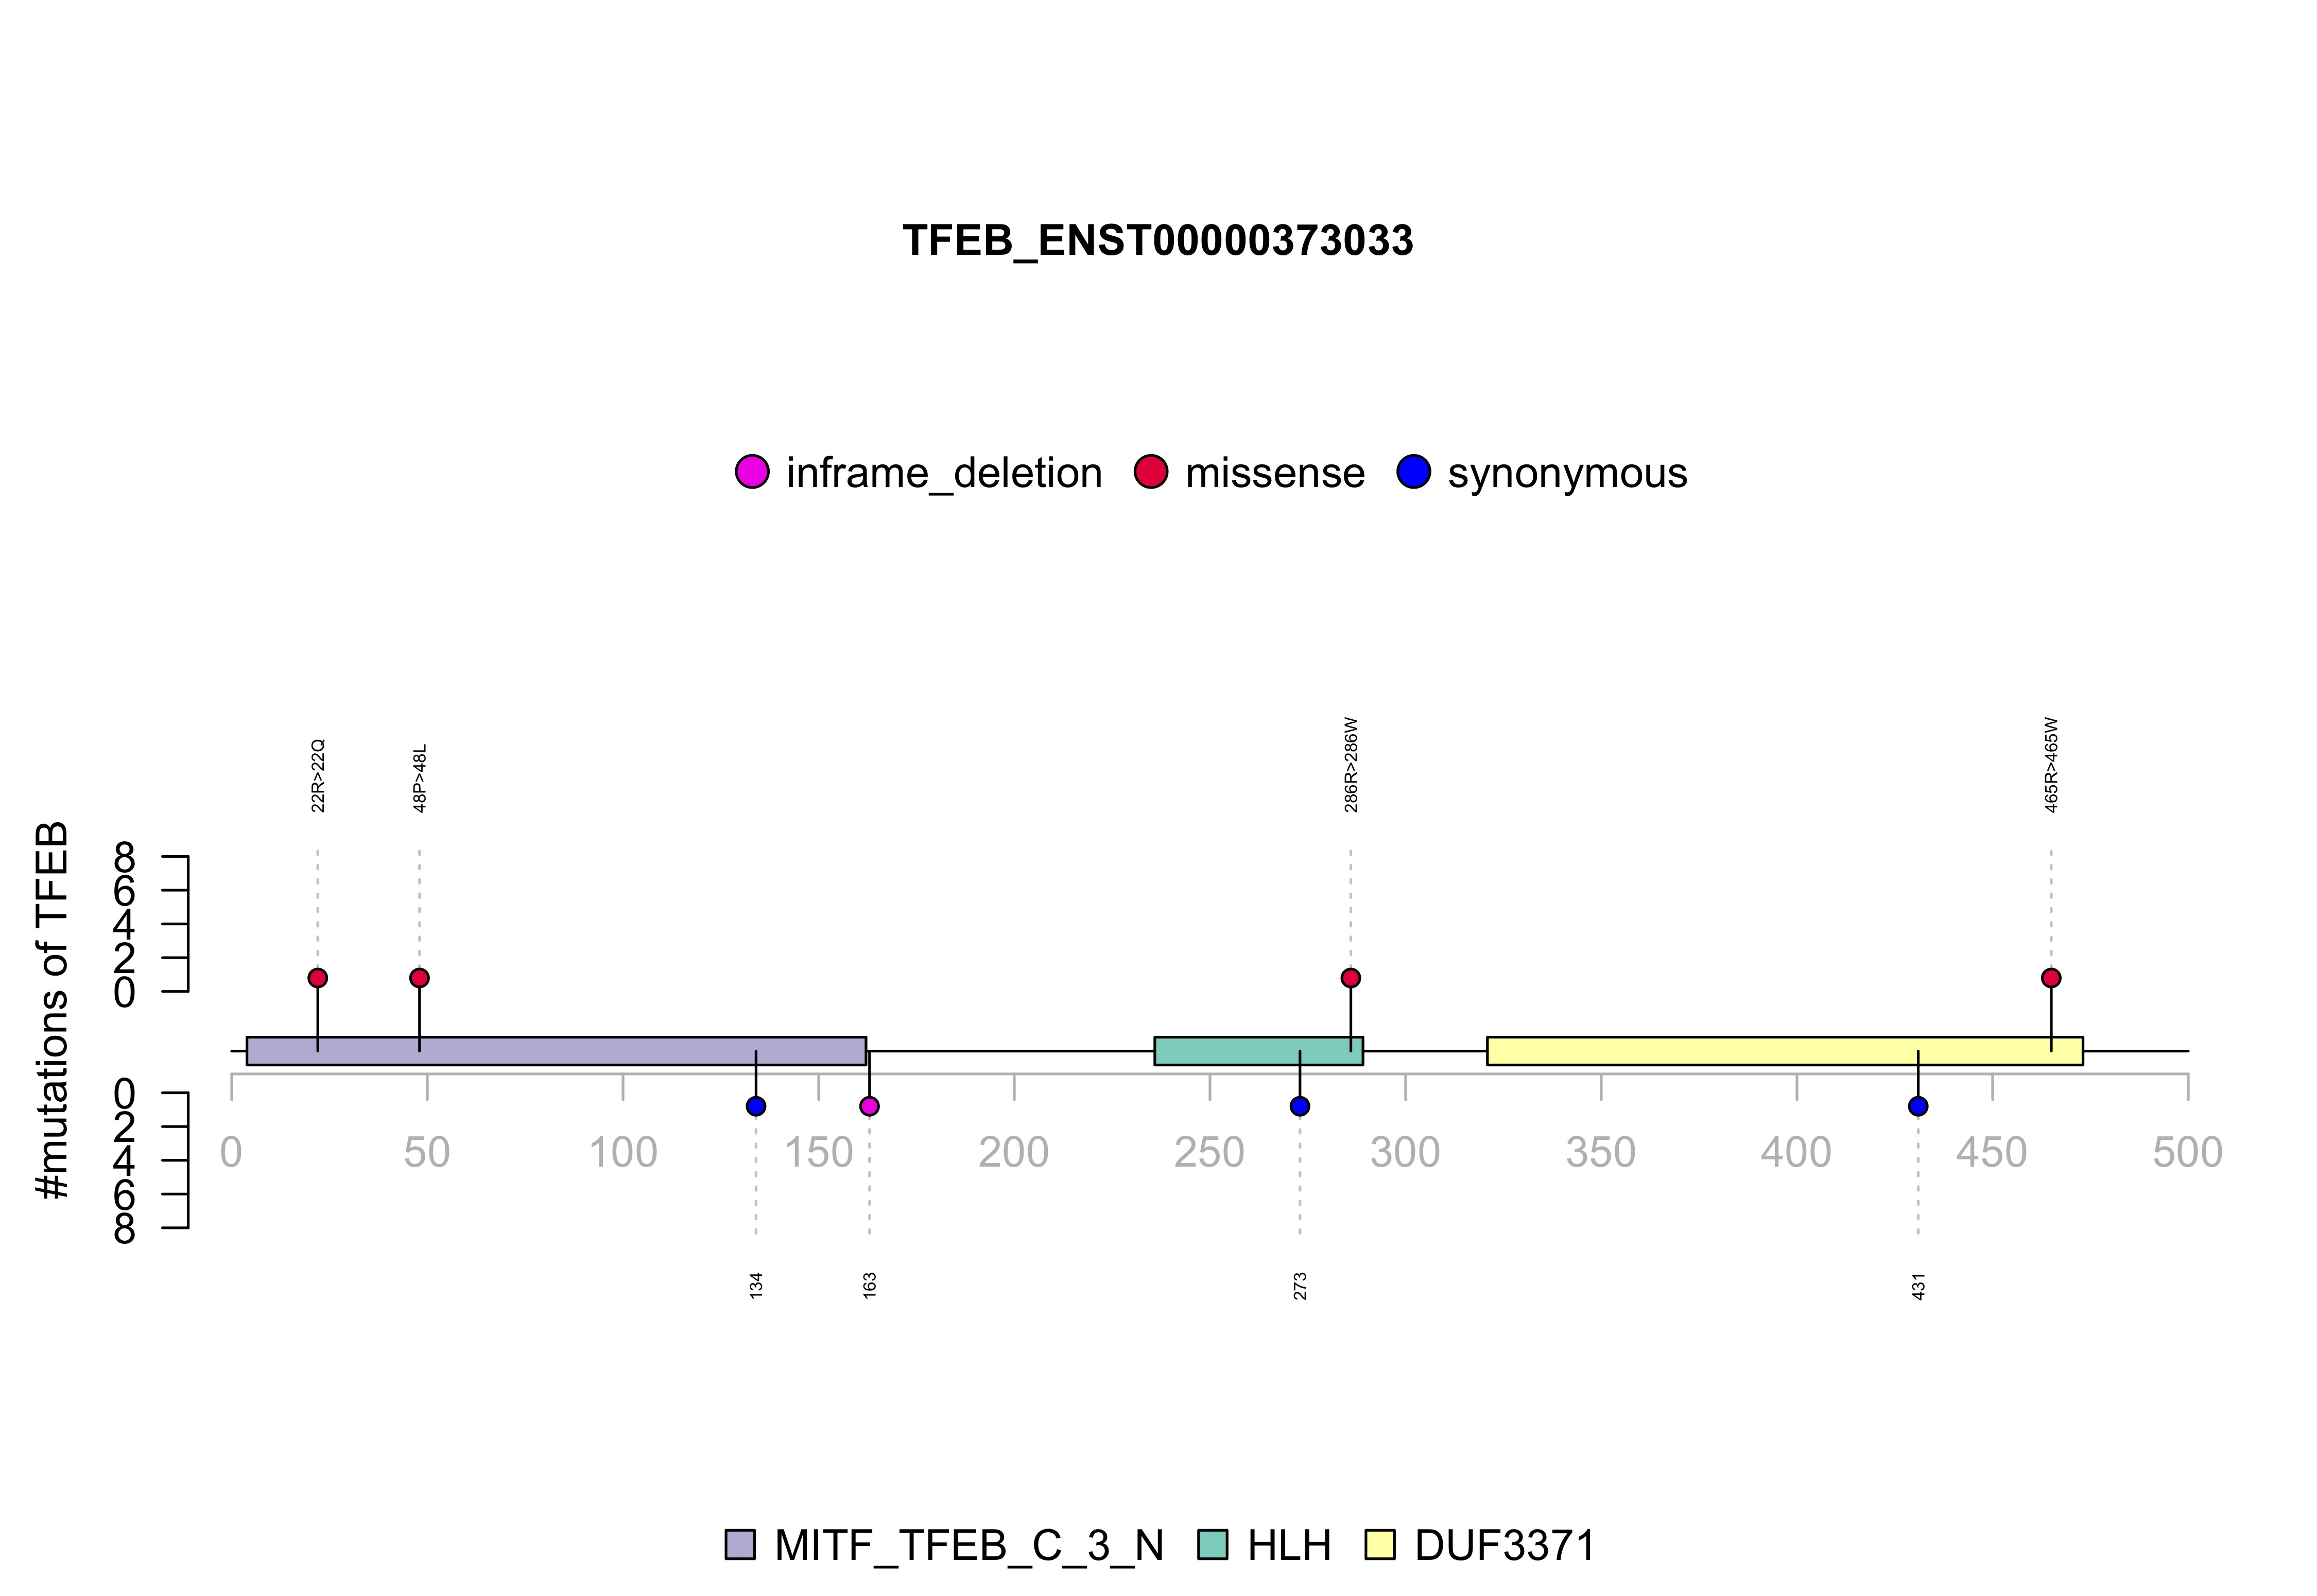 TFEB_ENST00000373033
inframe_deletion missense synonymous
22R>22Q
48P>48L
286R>286W
465R>465W
#mutations of TFEB
8
6
4
2
0
0
2
4
6
8
0 50 100 150 200 250 300 350 400 450 500
134
163
273
431
MITF_TFEB_C_3_N HLH DUF3371